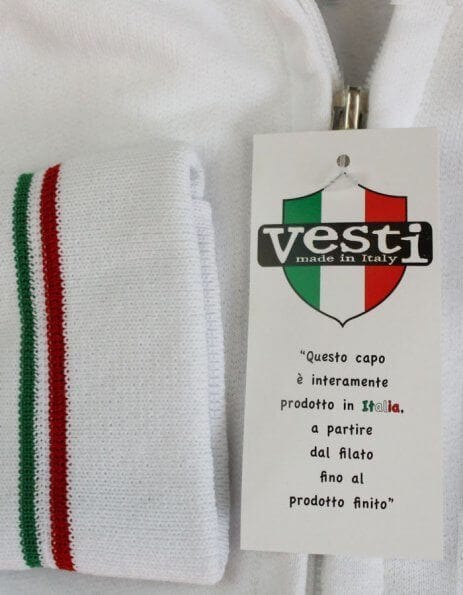 vesti
made in Italy
"Questo capo
è interamente
prodotto in Italia,
a partire
dal filato
fino al
prodotto finito"